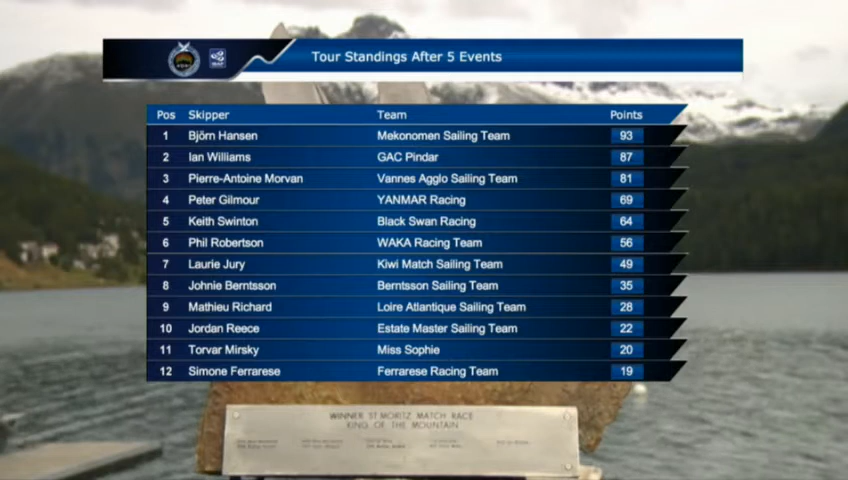 Tour Standings After 5 Events
Pos Skipper Team Points
1 Björn Hansen Mekonomen Sailing Team 93
2 Ian Williams GAC Pindar 87
3 Pierre-Antoine Morvan Vannes Agglo Sailing Team 81
4 Peter Gilmour YANMAR Racing 69
5 Keith Swinton Black Swan Racing 64
6 Phil Robertson WAKA Racing Team 56
7 Laurie Jury Kiwi Match Sailing Team 49
8 Johnie Berntsson Berntsson Sailing Team 35
9 Mathieu Richard Loire Atlantique Sailing Team 28
10 Jordan Reece Estate Master Sailing Team 22
11 Torvar Mirsky Miss Sophie 20
12 Simone Ferrarese Ferrarese Racing Team 19
WINNER ST MORITZ MATCH RACE
KING OF THE MOUNTAIN